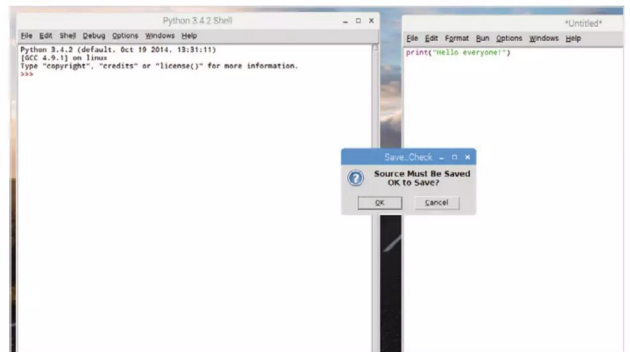 Python 3.4.2 Shell
File Edit Shell Debug Options Windows Help
Python 3.4.2 (default, Oct 19 2014, 13:31:11)
[GCC 4.9.1] on linux
Type "copyright", "credits" or "license()" for more information.
>>>
*Untitled*
File Edit Format Run Options Windows Help
print("Hello everyone!")
Save_Check
Source Must Be Saved
OK to Save?
OK
Cancel